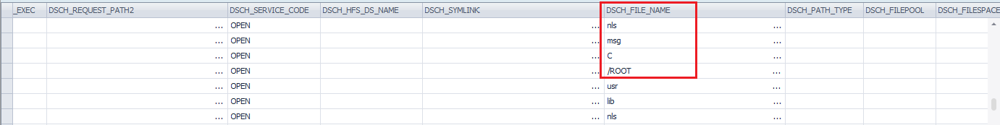 _EXEC DSCH_REQUEST_PATH2 DSCH_SERVICE_CODE DSCH_HFS_DS_NAME DSCH_SYMLINK DSCH_FILE_NAME DSCH_PATH_TYPE DSCH_FILEPOOL DSCH_FILESPACE
... OPEN ... nls ...
... OPEN ... msg ...
... OPEN ... C ...
... OPEN ... /ROOT ...
... OPEN ... usr ...
... OPEN ... lib ...
... OPEN ... nls ...